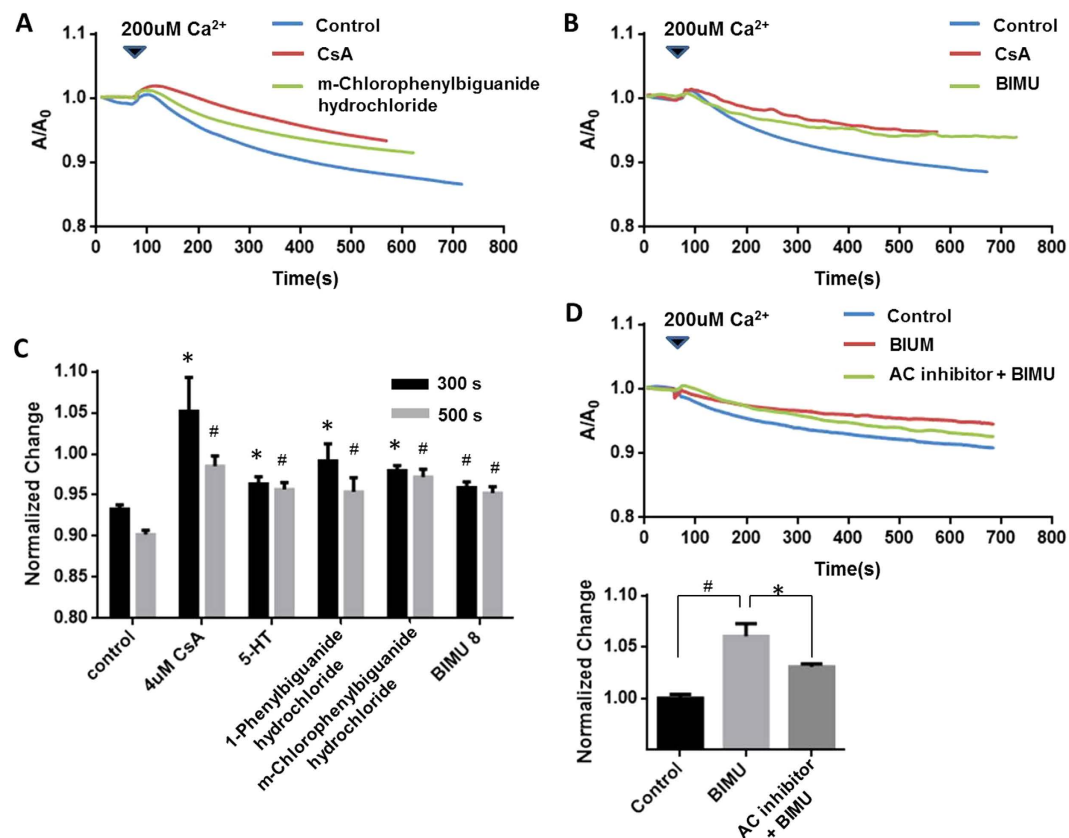 A
200uM Ca²⁺
Control
CsA
m-Chlorophenylbiguanide
hydrochloride
1.1
1.0
0.9
0.8
A/A₀
0 100 200 300 400 500 600 700 800
Time(s)
B
200uM Ca²⁺
Control
CsA
BIMU
1.1
1.0
0.9
0.8
A/A₀
0 100 200 300 400 500 600 700 800
Time(s)
C
300 s
500 s
1.10
1.05
1.00
0.95
0.90
0.85
0.80
Normalized Change
* # * # * # * # # #
control
4uM CsA
5-HT
1-Phenylbiguanide
hydrochloride
m-Chlorophenylbiguanide
hydrochloride
BIMU 8
D
200uM Ca²⁺
Control
BIUM
AC inhibitor + BIMU
1.1
1.0
0.9
0.8
A/A₀
0 100 200 300 400 500 600 700 800
Time(s)
# *
1.10
1.05
1.00
Normalized Change
Control
BIMU
AC inhibitor
+ BIMU